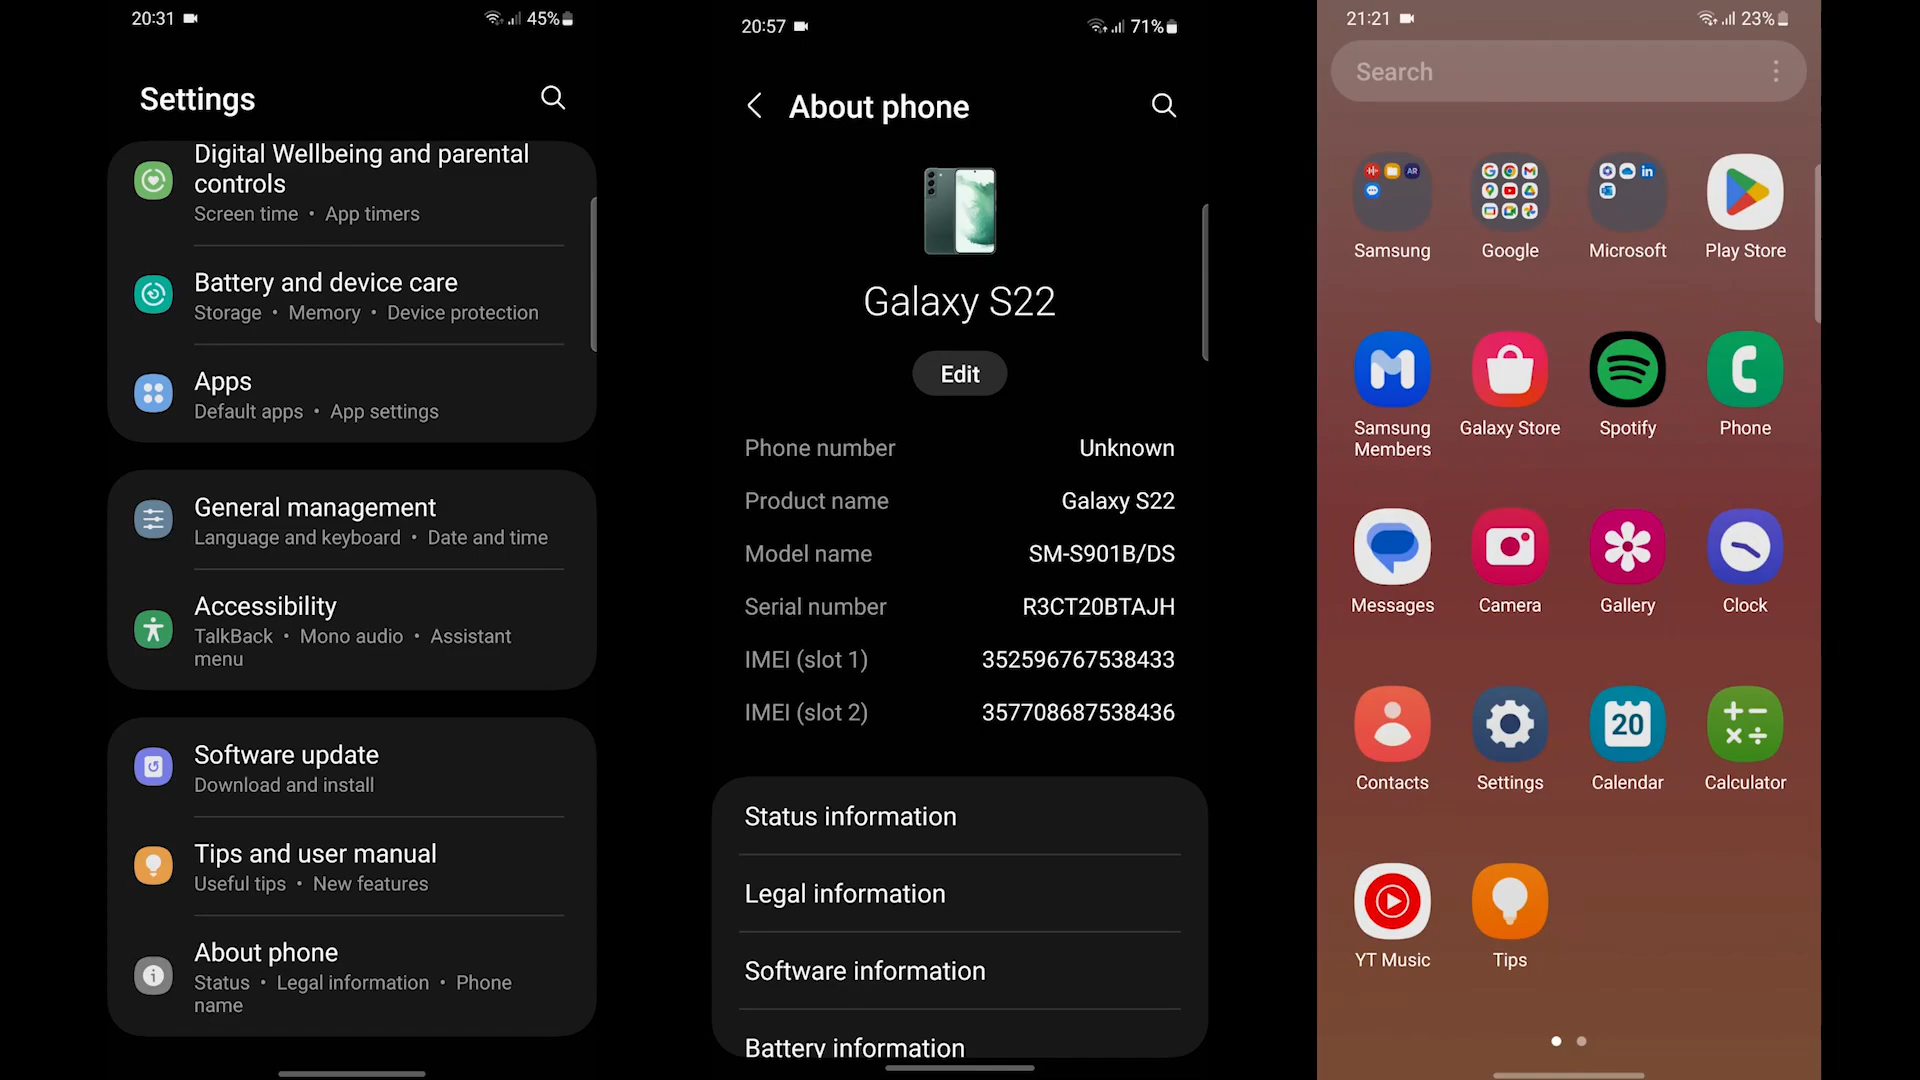 20:31
45%
Settings
Digital Wellbeing and parental
controls
Screen time • App timers
Battery and device care
Storage • Memory • Device protection
Apps
Default apps • App settings
General management
Language and keyboard • Date and time
Accessibility
TalkBack • Mono audio • Assistant
menu
Software update
Download and install
Tips and user manual
Useful tips • New features
About phone
Status • Legal information • Phone
name
20:57
71%
About phone
Galaxy S22
Edit
Phone number Unknown
Product name Galaxy S22
Model name SM-S901B/DS
Serial number R3CT20BTAJH
IMEI (slot 1) 352596767538433
IMEI (slot 2) 357708687538436
Status information
Legal information
Software information
Battery information
21:21
23%
Search
AR
in
Samsung Google Microsoft Play Store
Samsung
Members
Galaxy Store Spotify Phone
Messages Camera Gallery Clock
20
Contacts Settings Calendar Calculator
YT Music Tips